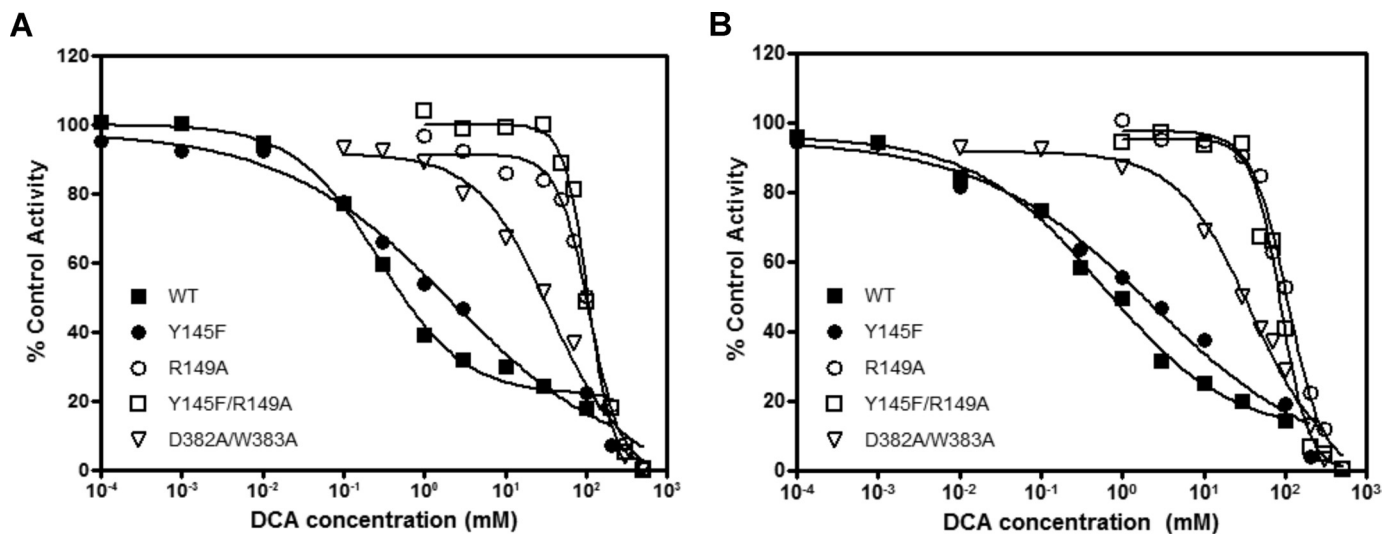 A
% Control Activity
120
100
80
60
40
20
0
WT
Y145F
R149A
Y145F/R149A
D382A/W383A
10-4
10-3
10-2
10-1
100
101
102
103
DCA concentration (mM)
B
% Control Activity
120
100
80
60
40
20
0
WT
Y145F
R149A
Y145F/R149A
D382A/W383A
10-4
10-3
10-2
10-1
100
101
102
103
DCA concentration (mM)